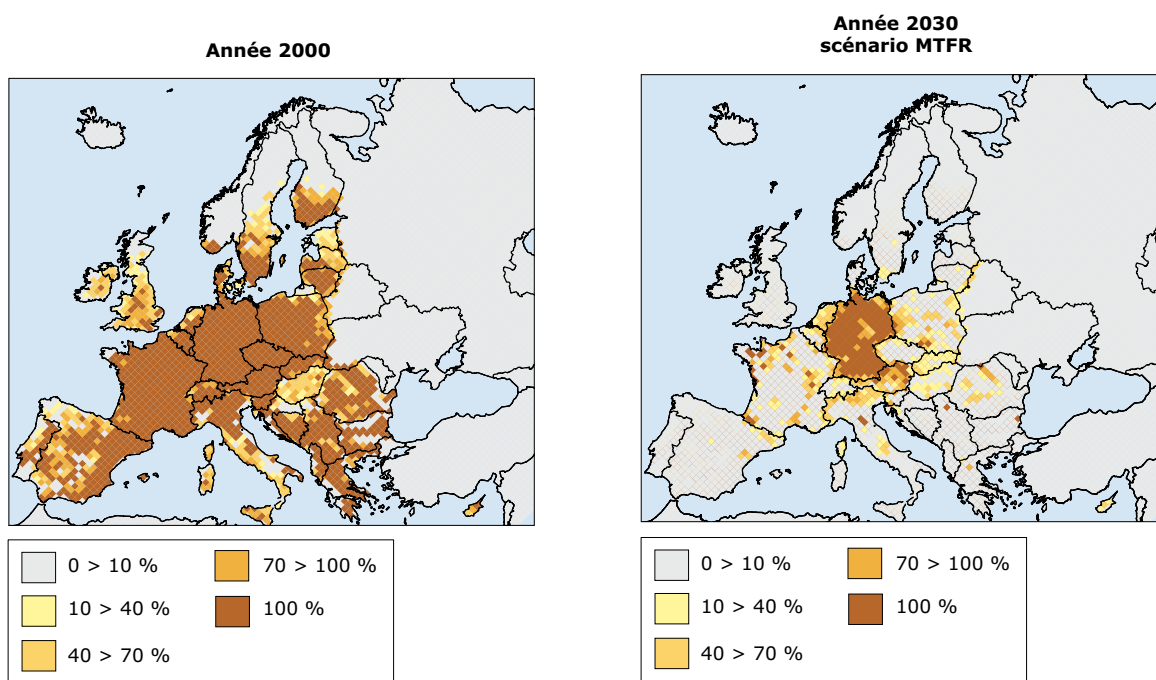 Année 2000
0 > 10 %
10 > 40 %
40 > 70 %
70 > 100 %
100 %
Année 2030
scénario MTFR
0 > 10 %
10 > 40 %
40 > 70 %
70 > 100 %
100 %